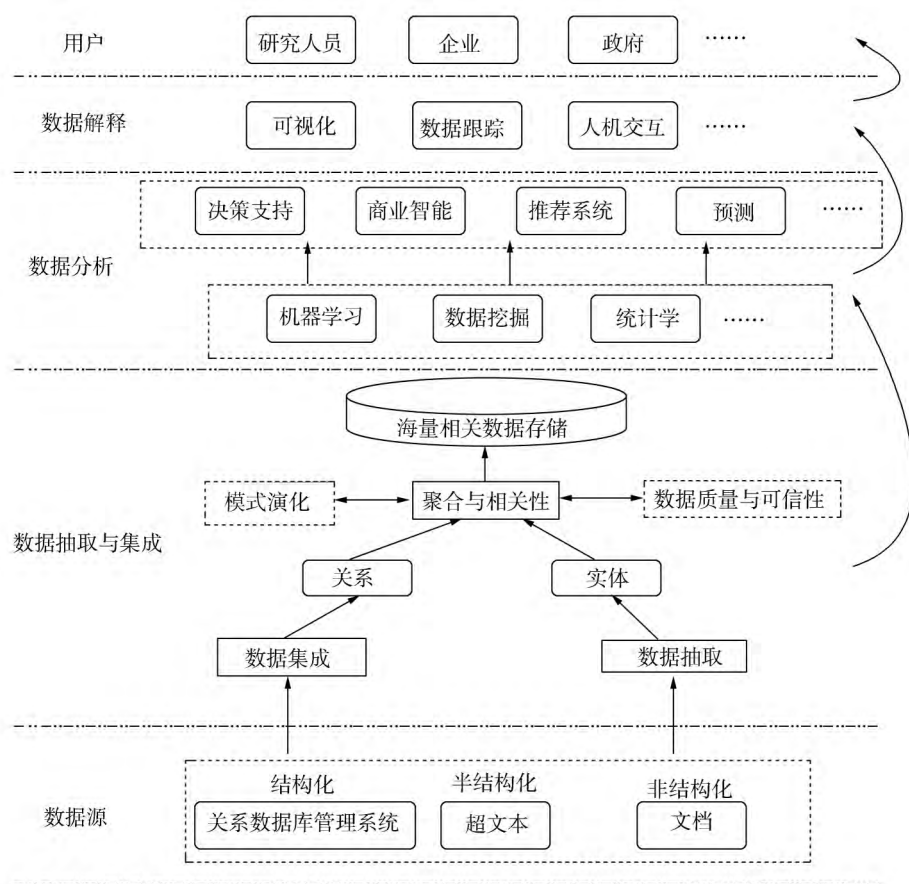 用户
研究人员
企业
政府
……
数据解释
可视化
数据跟踪
人机交互
……
决策支持
商业智能
推荐系统
预测
……
数据分析
机器学习
数据挖掘
统计学
……
海量相关数据存储
模式演化
聚合与相关性
数据质量与可信性
数据抽取与集成
关系
实体
数据集成
数据抽取
结构化
半结构化
非结构化
数据源
关系数据库管理系统
超文本
文档